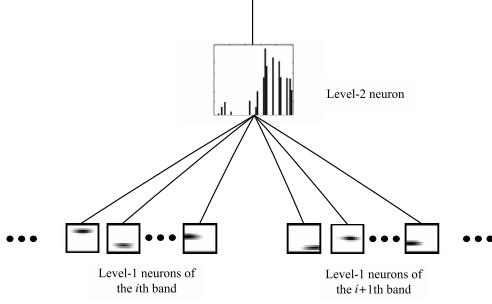 Level-2 neuron
Level-1 neurons of
the ith band
Level-1 neurons of
the i+1th band